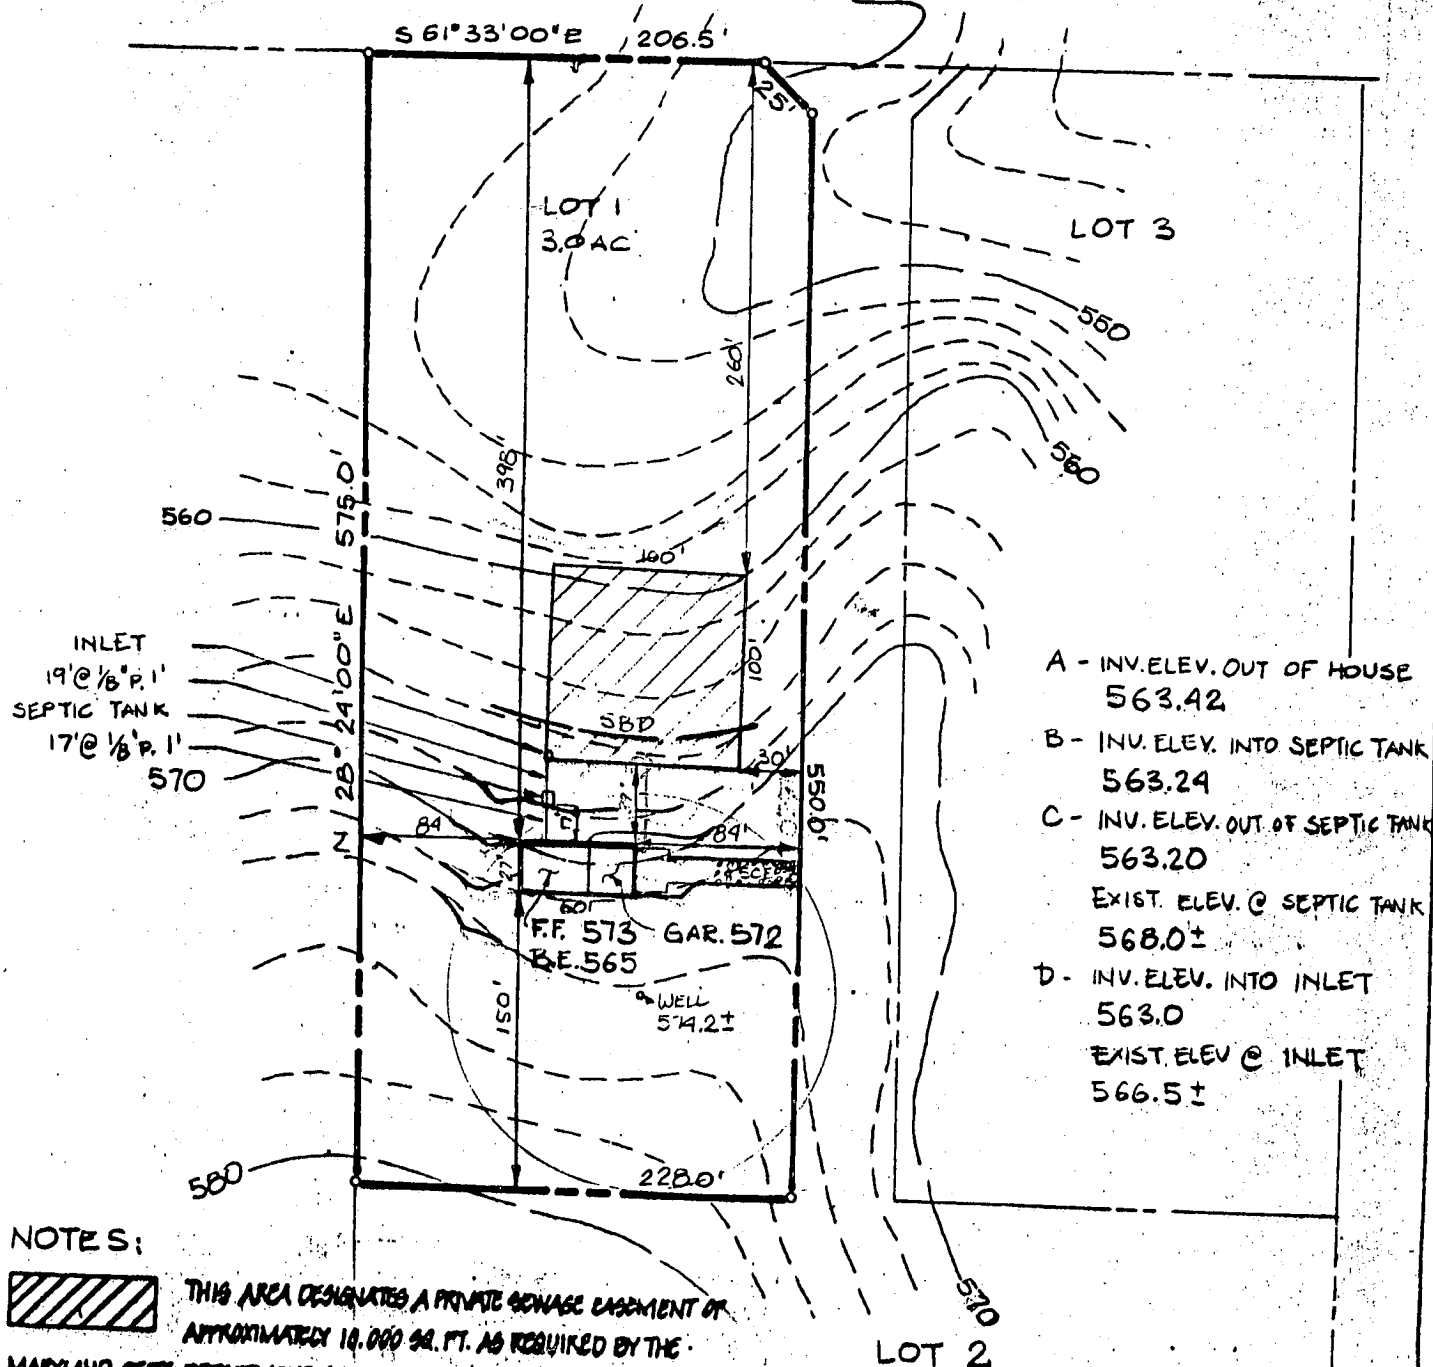 S 61° 33' 00" E 206.5'
25'
LOT 1
3.0 AC
LOT 3
550
260'
398'
560
575.0'
560
100'
100'
N 28° 24' 00" E
INLET
19' @ 1/8" P. 1'
SEPTIC TANK
17' @ 1/8" P. 1'
570
SBD
30'
550.0'
84'
84'
27'
60'
F.F. 573 GAR. 572
B.E. 565
WELL
574.2±
150'
A - INV. ELEV. OUT OF HOUSE
563.42
B - INV. ELEV. INTO SEPTIC TANK
563.24
C - INV. ELEV. OUT OF SEPTIC TANK
563.20
EXIST. ELEV. @ SEPTIC TANK
568.0±
D - INV. ELEV. INTO INLET
563.0
EXIST. ELEV @ INLET
566.5±
580
228.0'
570
LOT 2
NOTES:
THIS AREA DESIGNATES A PRIVATE SEWAGE EASEMENT OF
APPROXIMATELY 10,000 SQ. FT. AS REQUIRED BY THE
MARYLAND STATE